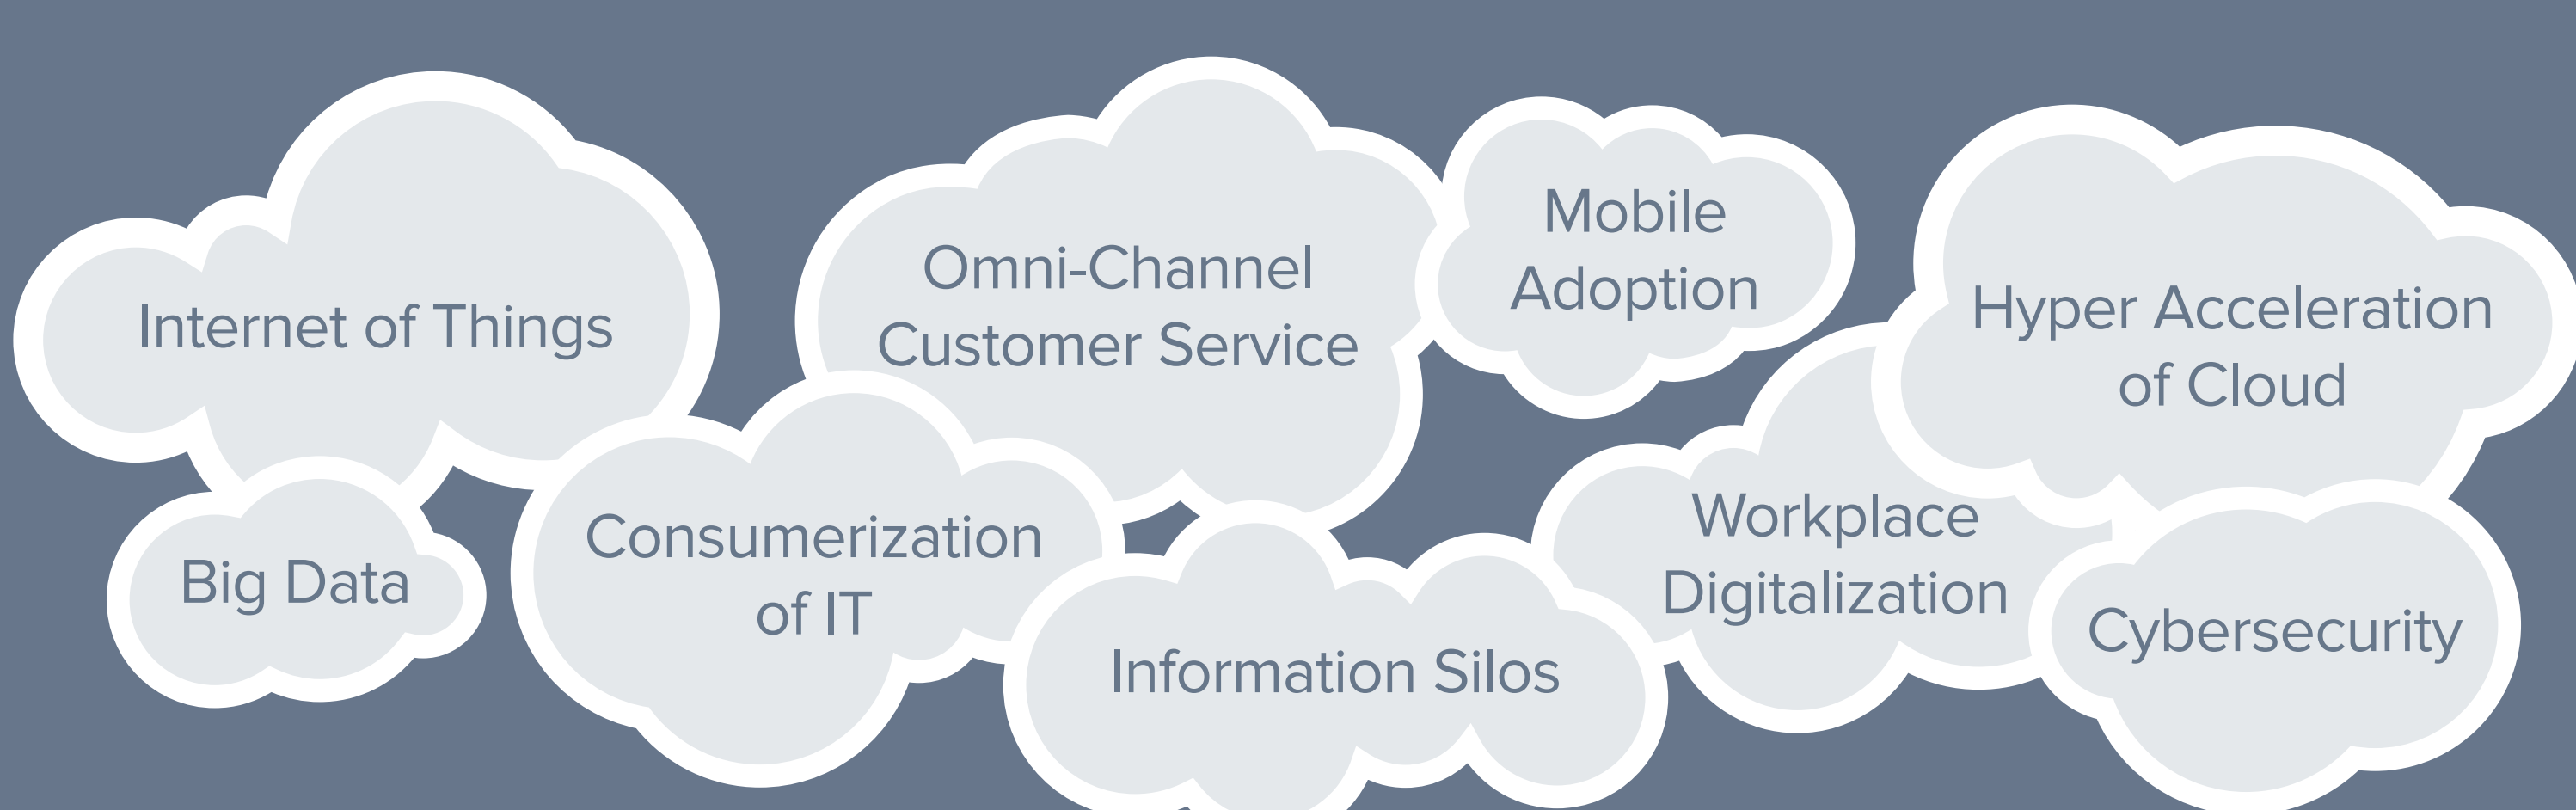 Internet of Things
Omni-Channel
Customer Service
Mobile
Adoption
Hyper Acceleration
of Cloud
Big Data
Consumerization
of IT
Information Silos
Workplace
Digitalization
Cybersecurity